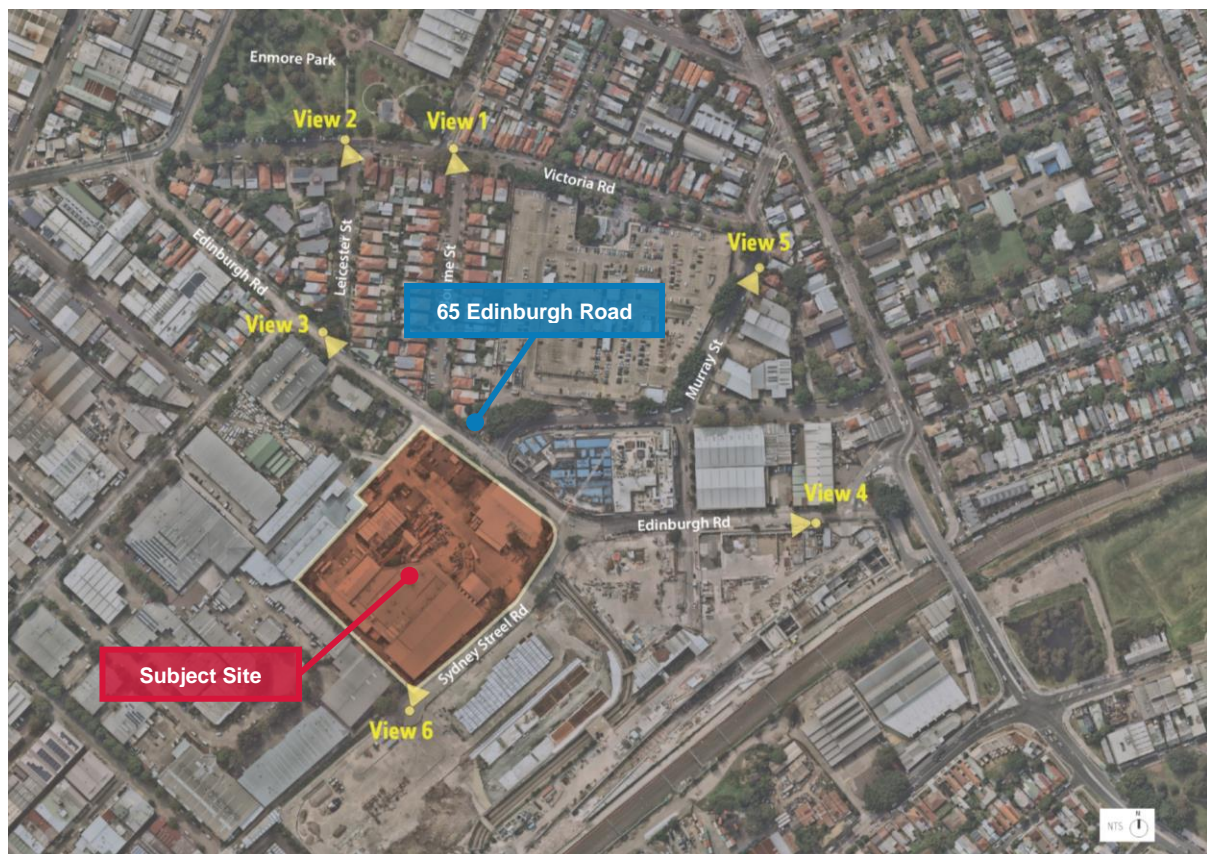 Enmore Park
View 2
View 1
Victoria Rd
View 5
Edinburgh Rd
Leicester St
View 3
65 Edinburgh Road
Murray St
View 4
Edinburgh Rd
Sydney Streel Rd
Subject Site
View 6
NTS
N